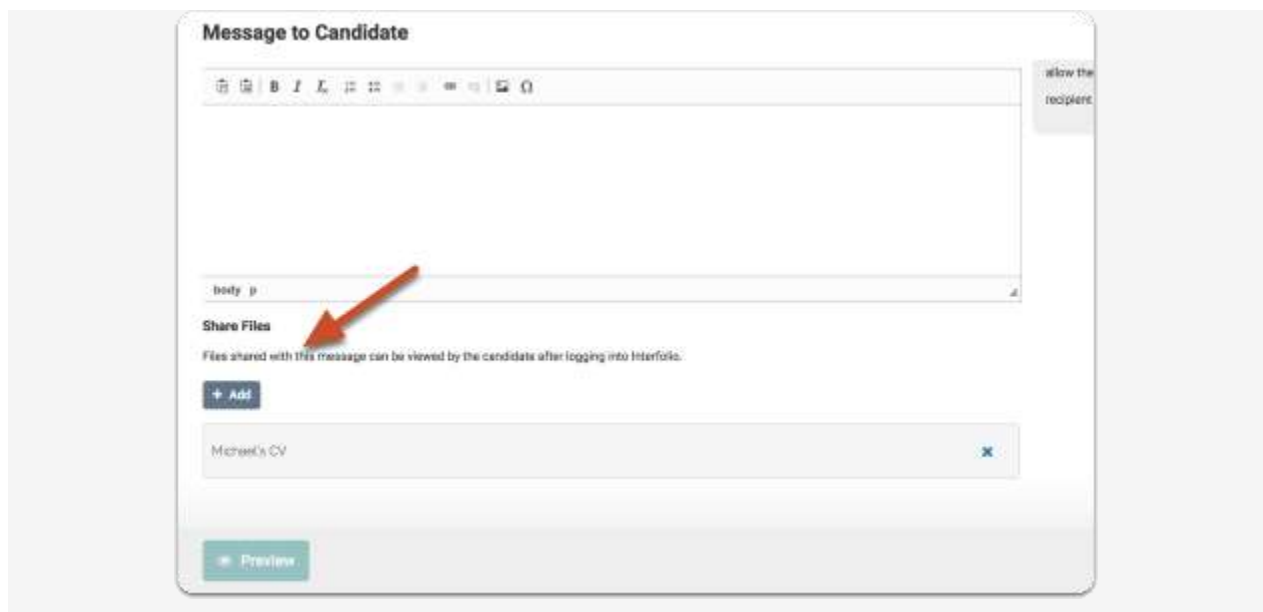 Message to Candidate
allow the
recipient
B I Ω
body p
Share Files
Files shared with this message can be viewed by the candidate after logging into Interfolio.
+ Add
Michael's CV
Preview